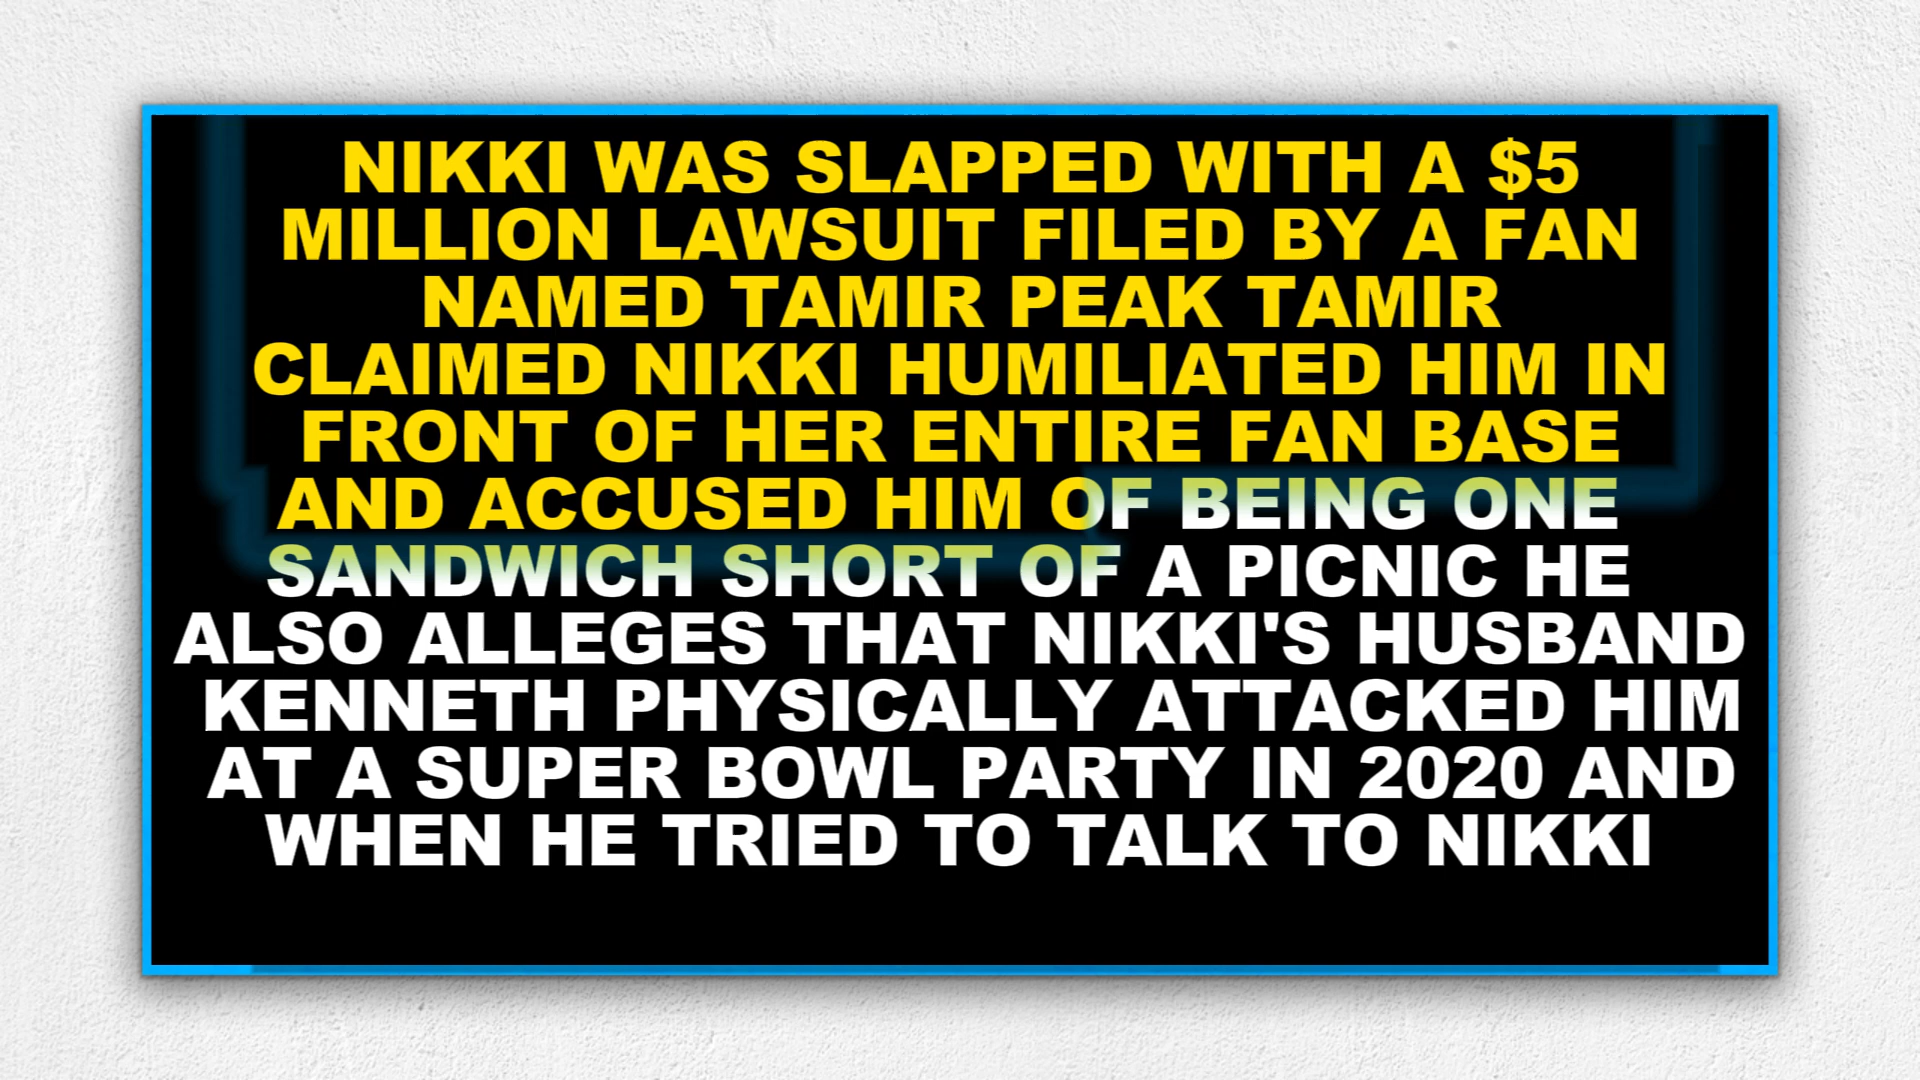 NIKKI WAS SLAPPED WITH A $5
MILLION LAWSUIT FILED BY A FAN
NAMED TAMIR PEAK TAMIR
CLAIMED NIKKI HUMILIATED HIM IN
FRONT OF HER ENTIRE FAN BASE
AND ACCUSED HIM OF BEING ONE
SANDWICH SHORT OF A PICNIC HE
ALSO ALLEGES THAT NIKKI'S HUSBAND
KENNETH PHYSICALLY ATTACKED HIM
AT A SUPER BOWL PARTY IN 2020 AND
WHEN HE TRIED TO TALK TO NIKKI